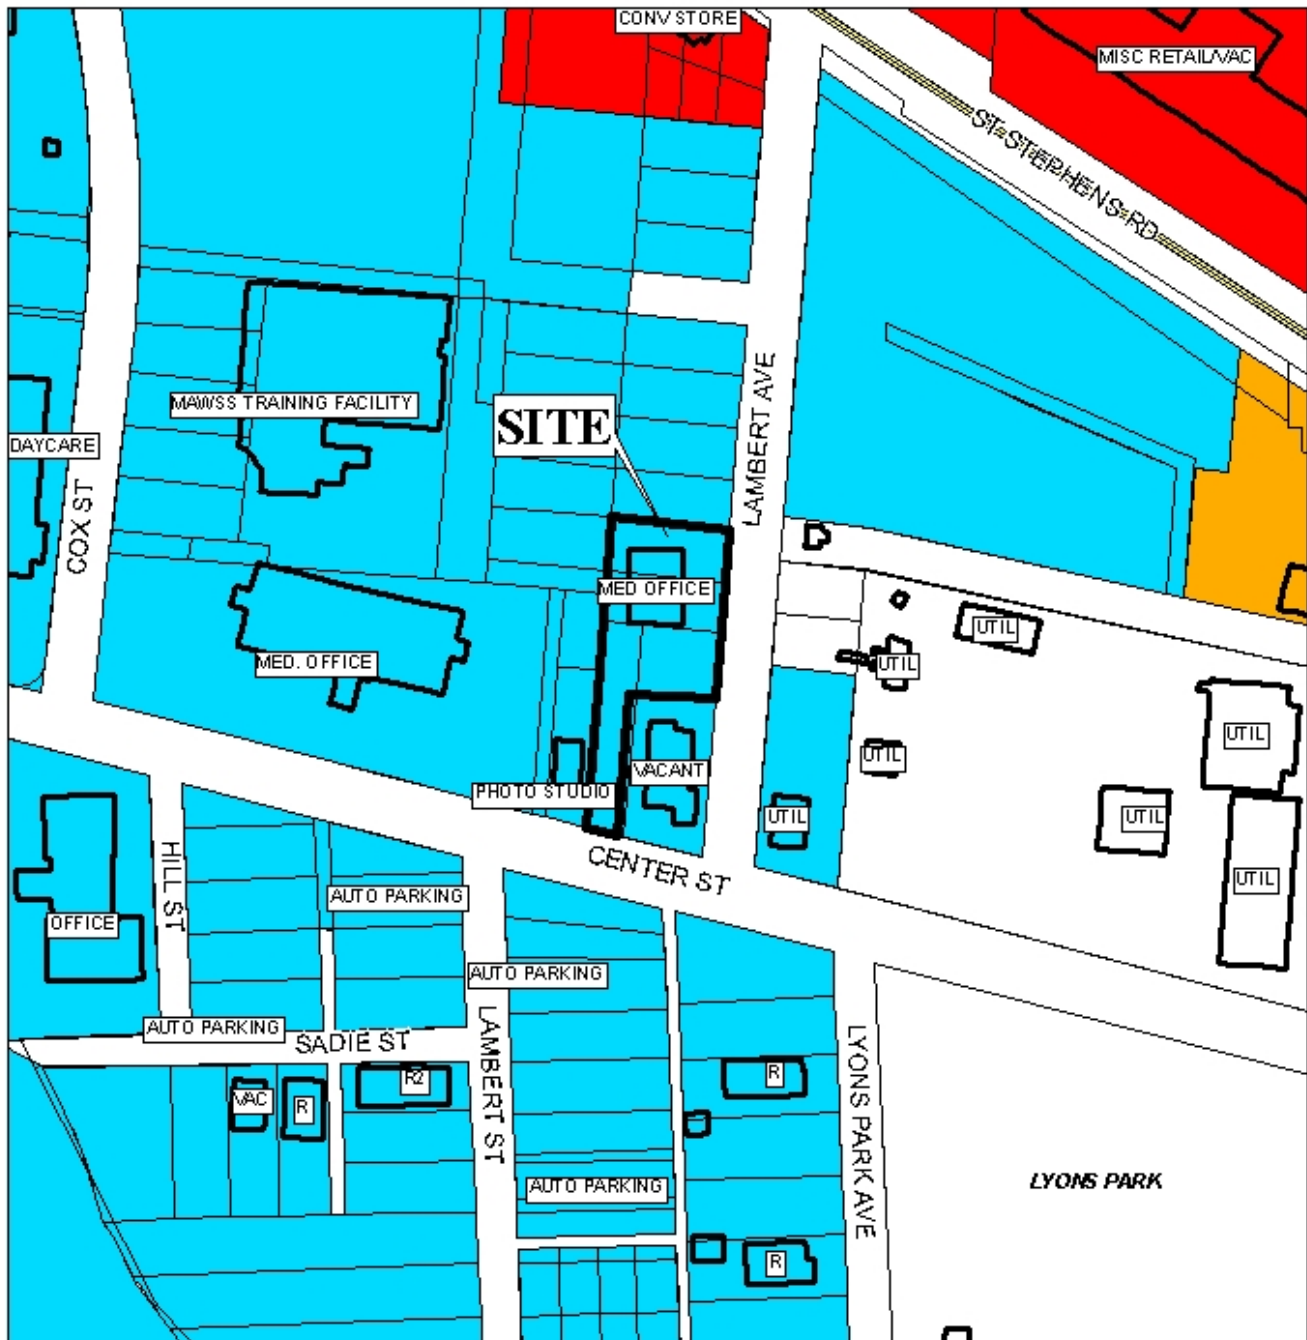 CONV STORE
MISC RETAIL/VAC
ST STEPHENS RD
MAWSS TRAINING FACILITY
SITE
LAMBERT AVE
DAYCARE
COX ST
MED OFFICE
UTIL
MED. OFFICE
UTIL
UTIL
UTIL
VACANT
PHOTO STUDIO
UTIL
UTIL
CENTER ST
UTIL
HILL ST
AUTO PARKING
OFFICE
AUTO PARKING
AUTO PARKING
SADIE ST
LAMBERT ST
LYONS PARK AVE
R2
R
VAC
R
LYONS PARK
AUTO PARKING
R